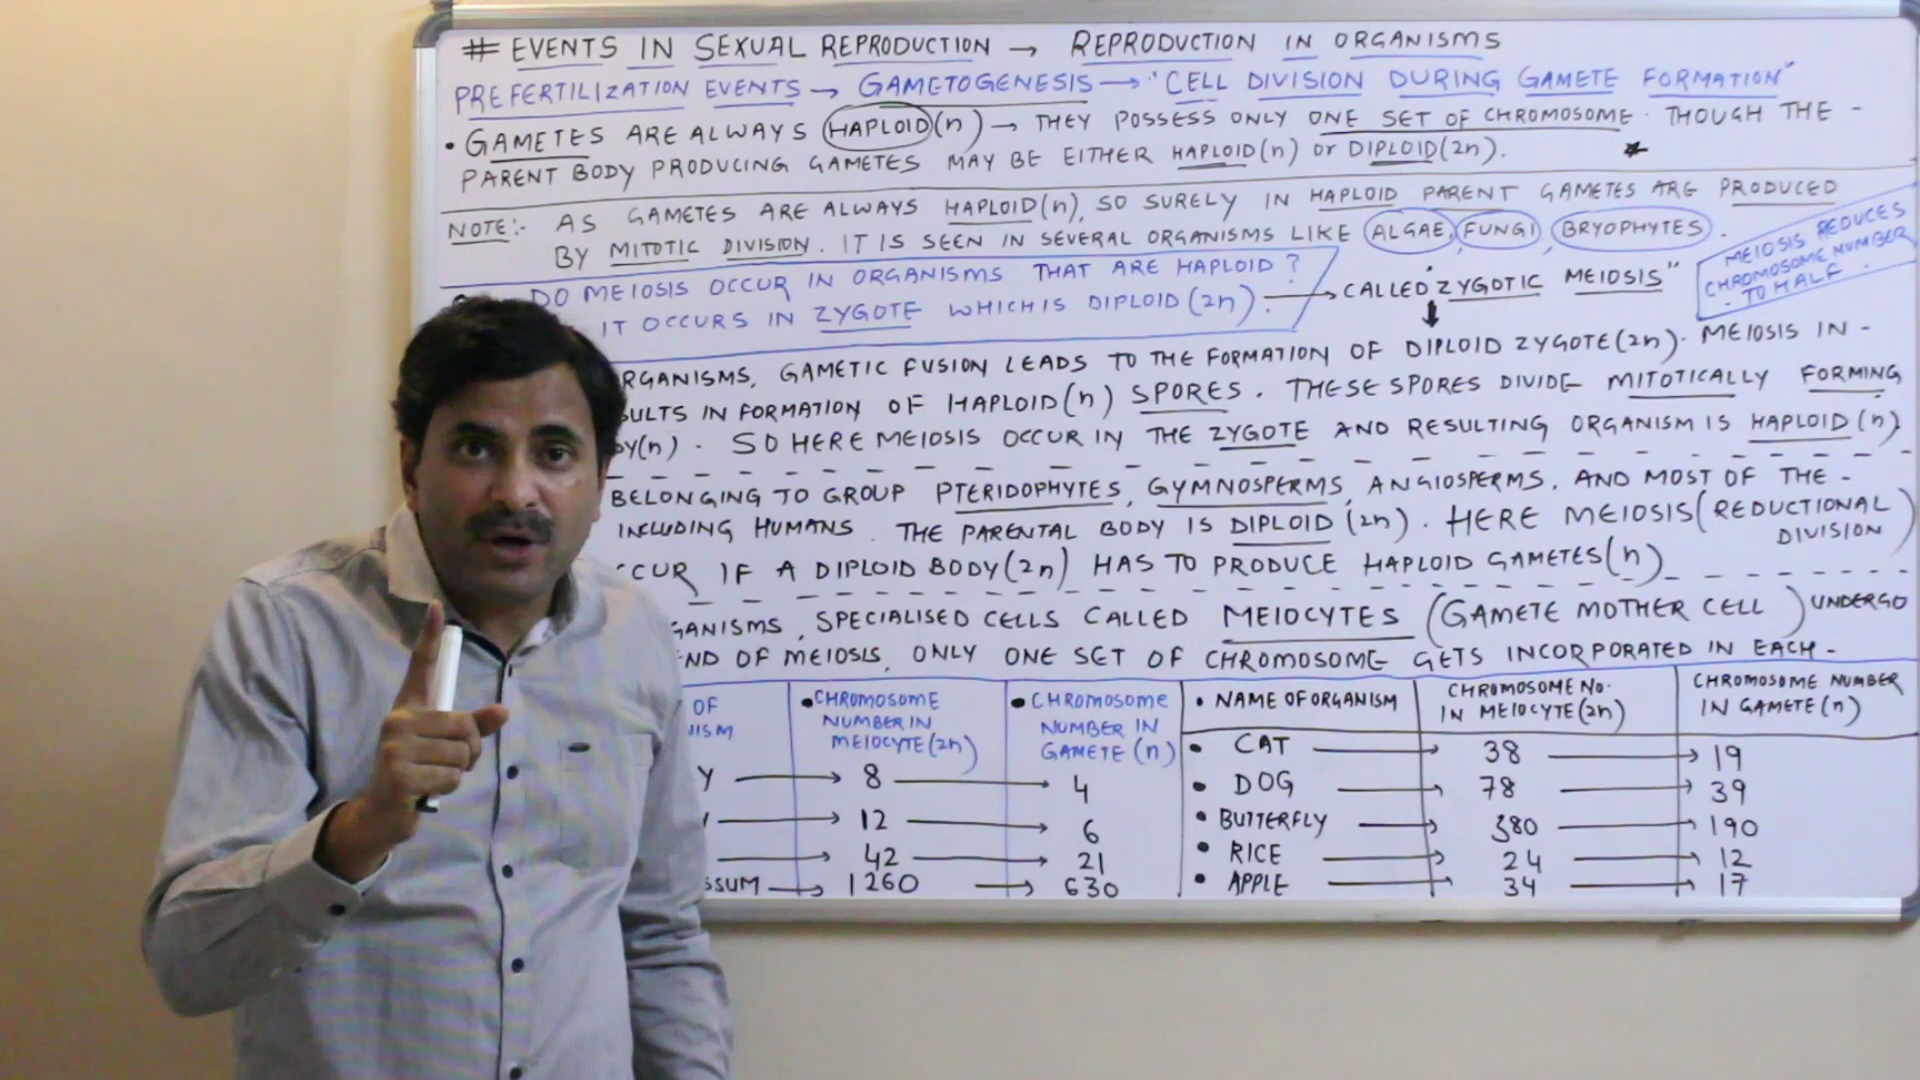 # EVENTS IN SEXUAL REPRODUCTION → REPRODUCTION IN ORGANISMS
PREFERTILIZATION EVENTS → GAMETOGENESIS → "CELL DIVISION DURING GAMETE FORMATION"
• GAMETES ARE ALWAYS HAPLOID (n) → THEY POSSESS ONLY ONE SET OF CHROMOSOME. THOUGH THE -
PARENT BODY PRODUCING GAMETES MAY BE EITHER HAPLOID(n) or DIPLOID(2n).
NOTE:- AS GAMETES ARE ALWAYS HAPLOID(n), SO SURELY IN HAPLOID PARENT GAMETES ARE PRODUCED
BY MITOTIC DIVISION. IT IS SEEN IN SEVERAL ORGANISMS LIKE ALGAE, FUNGI, BRYOPHYTES.
DO MEIOSIS OCCUR IN ORGANISMS THAT ARE HAPLOID?
IT OCCURS IN ZYGOTE WHICH IS DIPLOID (2n). → CALLED "ZYGOTIC MEIOSIS"
MEIOSIS REDUCES
CHROMOSOME NUMBER
TO HALF.
RGANISMS, GAMETIC FUSION LEADS TO THE FORMATION OF DIPLOID ZYGOTE(2n). MEIOSIS IN -
SULTS IN FORMATION OF HAPLOID(n) SPORES. THESE SPORES DIVIDE MITOTICALLY FORMING
DY(n). SO HERE MEIOSIS OCCUR IN THE ZYGOTE AND RESULTING ORGANISM IS HAPLOID (n)
BELONGING TO GROUP PTERIDOPHYTES, GYMNOSPERMS, ANGIOSPERMS, AND MOST OF THE -
INCLUDING HUMANS. THE PARENTAL BODY IS DIPLOID (2n). HERE MEIOSIS (REDUCTIONAL DIVISION)
CUR IF A DIPLOID BODY(2n) HAS TO PRODUCE HAPLOID GAMETES(n)
GANISMS, SPECIALISED CELLS CALLED MEIOCYTES (GAMETE MOTHER CELL) UNDERGO
ND OF MEIOSIS, ONLY ONE SET OF CHROMOSOME GETS INCORPORATED IN EACH -
OF
NISM
• CHROMOSOME
NUMBER IN
MEIOCYTE (2n)
• CHROMOSOME
NUMBER IN
GAMETE (n)
Y → 8 → 4
→ 12 → 6
→ 42 → 21
SSUM → 1260 → 630
• NAME OF ORGANISM
CHROMOSOME NO.
IN MEIOCYTE (2n)
CHROMOSOME NUMBER
IN GAMETE (n)
• CAT → 38 → 19
• DOG → 78 → 39
• BUTTERFLY → 380 → 190
• RICE → 24 → 12
• APPLE → 34 → 17